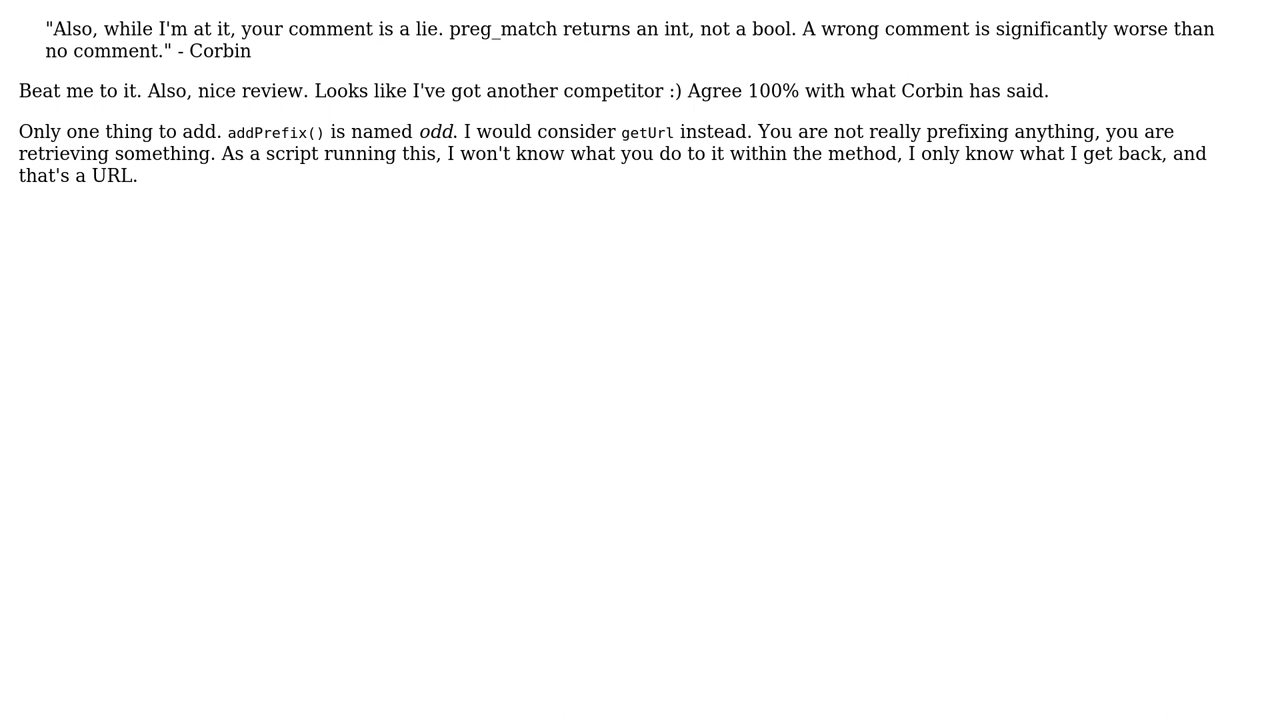 "Also, while I'm at it, your comment is a lie. preg_match returns an int, not a bool. A wrong comment is significantly worse than
no comment." - Corbin
Beat me to it. Also, nice review. Looks like I've got another competitor :) Agree 100% with what Corbin has said.
Only one thing to add. addPrefix() is named odd. I would consider getUrl instead. You are not really prefixing anything, you are
retrieving something. As a script running this, I won't know what you do to it within the method, I only know what I get back, and
that's a URL.